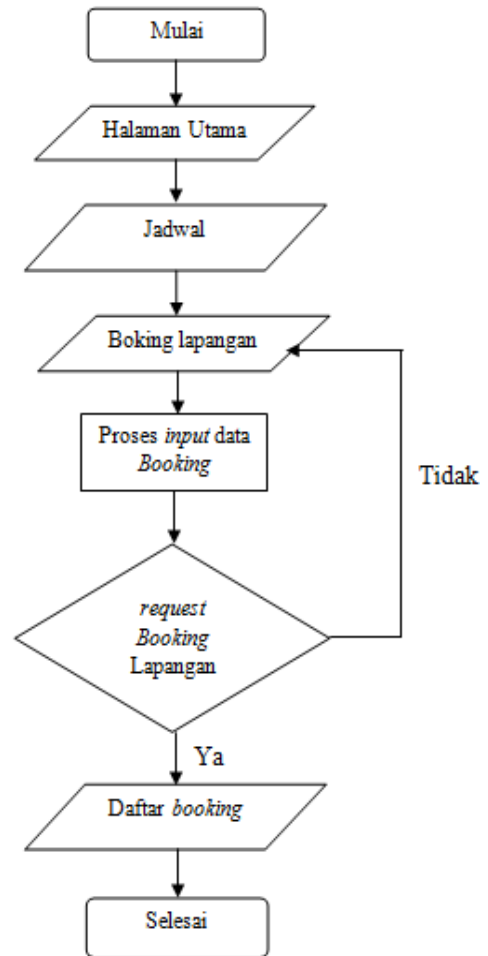 Mulai
Halaman Utama
Jadwal
Boking lapangan
Proses input data
Booking
Tidak
request
Booking
Lapangan
Ya
Daftar booking
Selesai